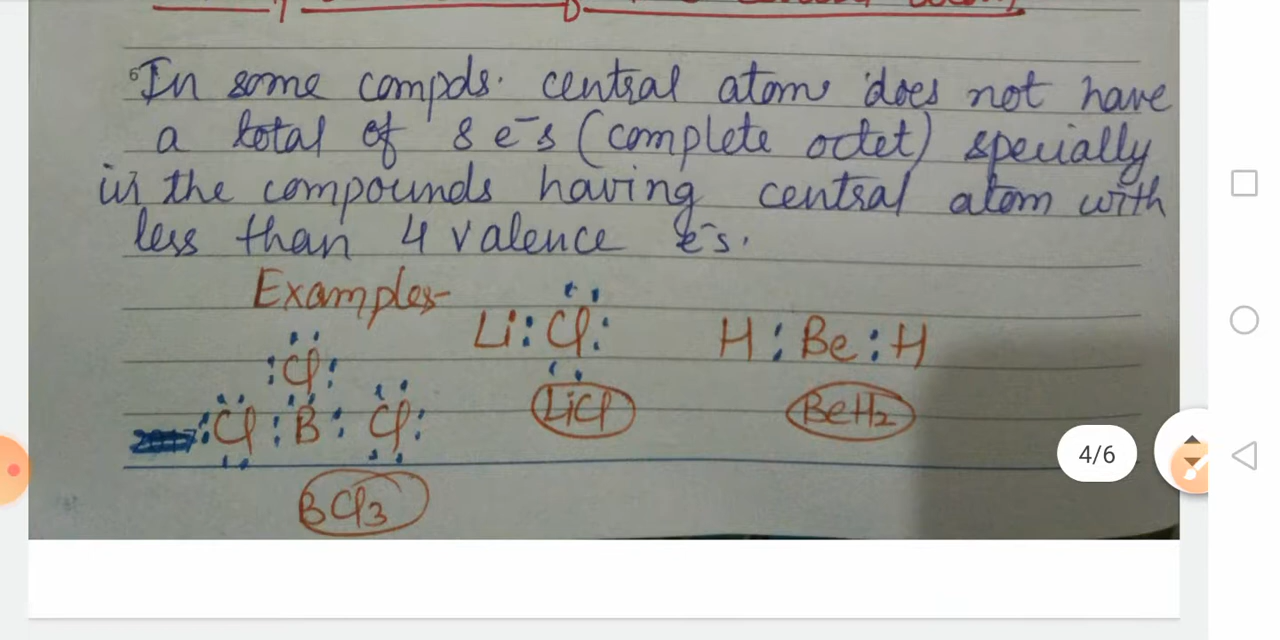 In some compds. central atom does not have
a total of 8 e⁻s (complete octet) specially
in the compounds having central atom with
less than 4 valence e⁻s.
Examples-
Cl
Li : Cl
H : Be : H
Cl : B : Cl
LiCl
BeH₂
BCl₃
4/6